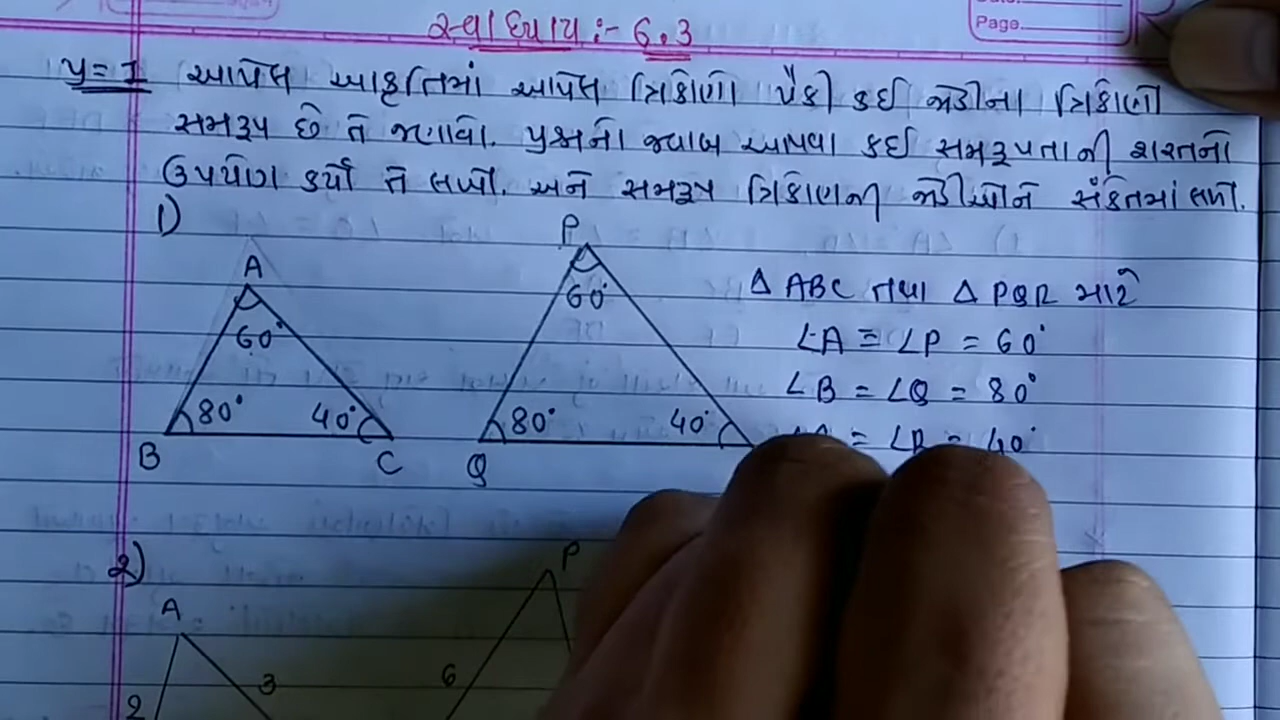 Page
સ્વાધ્યાય :- 6.3
પ્ર=1 આપેલ આકૃતિમાં આપેલ ત્રિકોણો પૈકી કઈ જોડીના ત્રિકોણો
સમરૂપ છે તે જણાવો. પ્રશ્નનો જવાબ આપવા કઈ સમરૂપતાની શરતનો
ઉપયોગ કર્યો તે લખો. અને સમરૂપ ત્રિકોણની જોડીઓને સંકેતમાં લખો.
1)
A
60°
B
80°
40°
C
P
60°
Q
80°
40°
Δ ABC તથા Δ PQR માટે
∠A = ∠P = 60°
∠B = ∠Q = 80°
= ∠R = 40°
2)
A
2
3
P
6